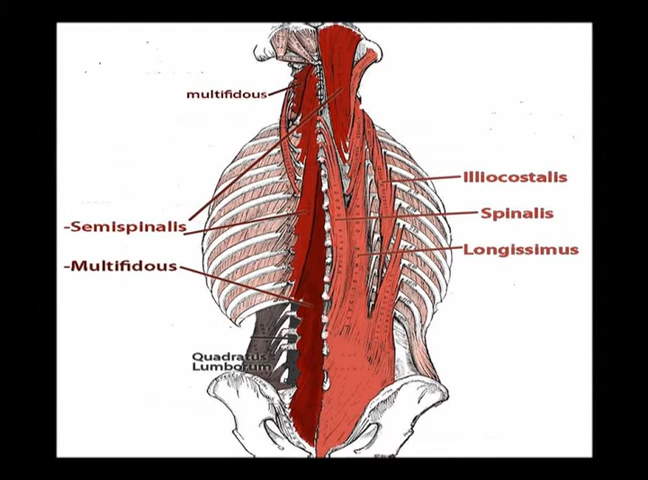 multifidous
Illiocostalis
Spinalis
-Semispinalis
Longissimus
-Multifidous
Quadratus
Lumborum